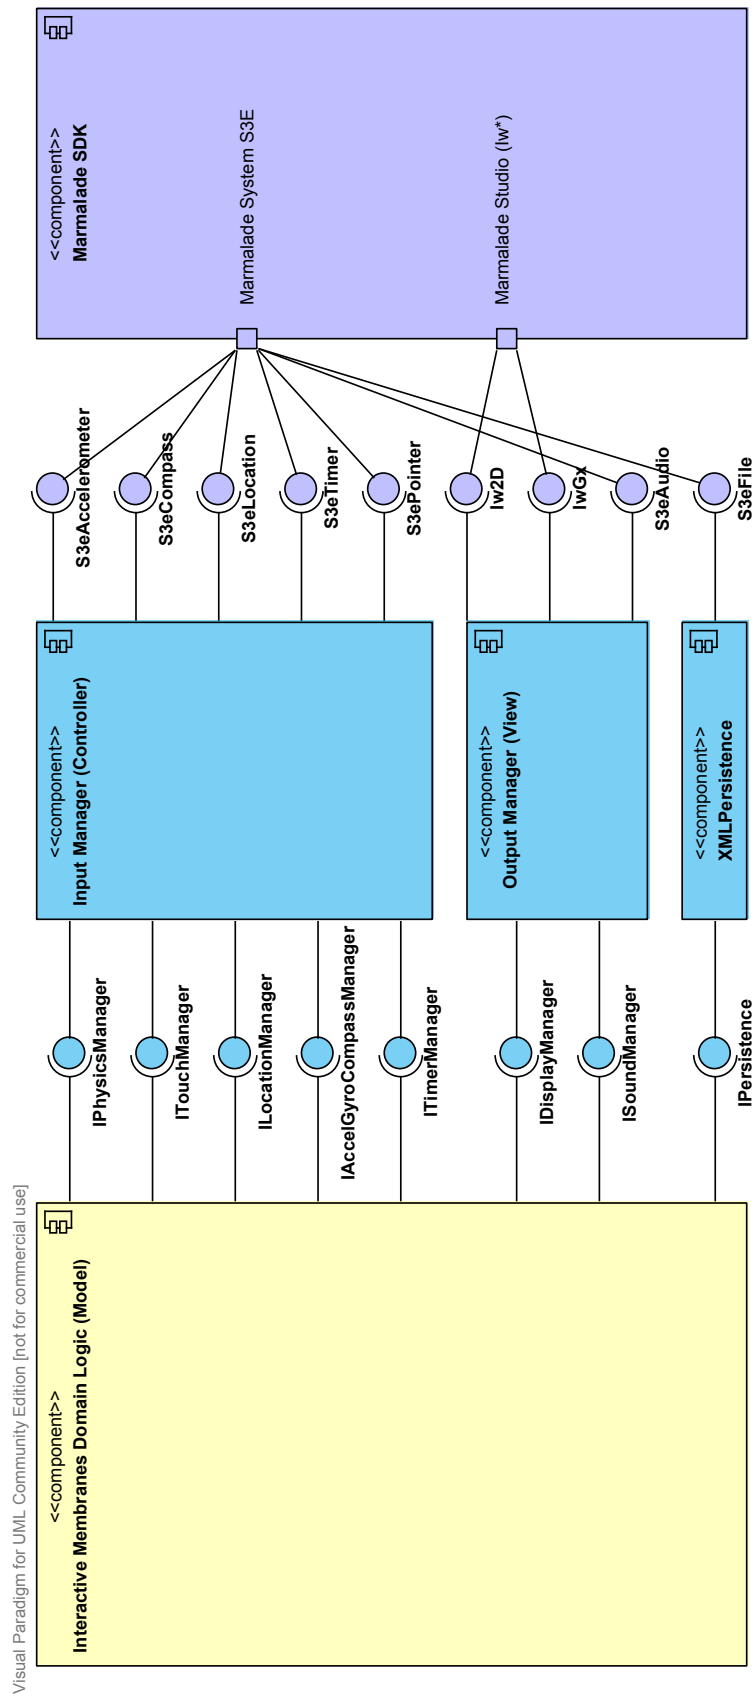 Visual Paradigm for UML Community Edition [not for commercial use]
<<component>>
Interactive Membranes Domain Logic (Model)
IPhysicsManager
ITouchManager
ILocationManager
IAccelGyroCompassManager
ITimerManager
IDisplayManager
ISoundManager
IPersistence
<<component>>
Input Manager (Controller)
<<component>>
Output Manager (View)
<<component>>
XMLPersistence
S3eAccelerometer
S3eCompass
S3eLocation
S3eTimer
S3ePointer
Iw2D
IwGx
S3eAudio
S3eFile
<<component>>
Marmalade SDK
Marmalade System S3E
Marmalade Studio (Iw*)